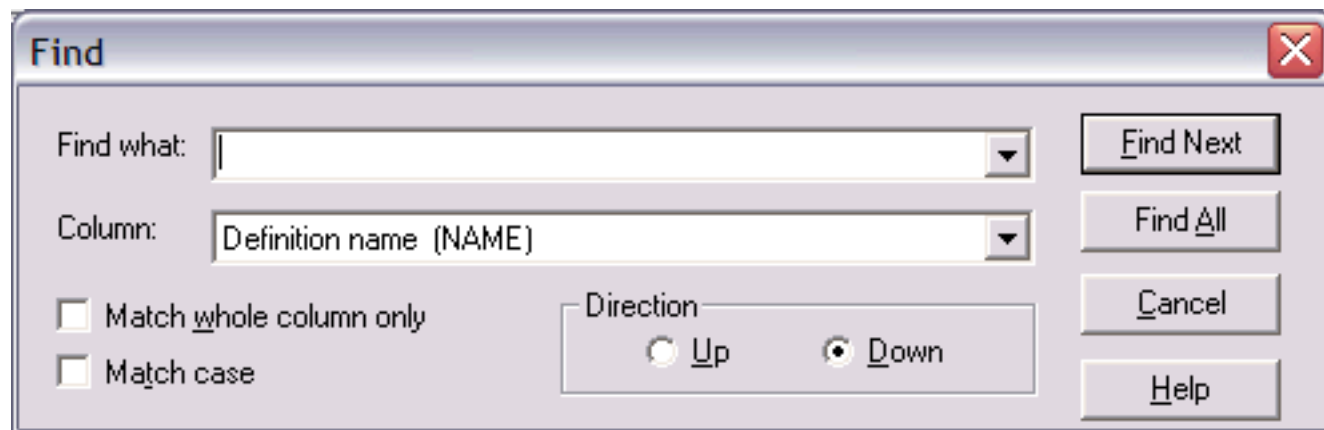 Find
Find what:
Find Next
Column:
Definition name  (NAME)
Find All
Match whole column only
Direction
Cancel
Up
Down
Match case
Help